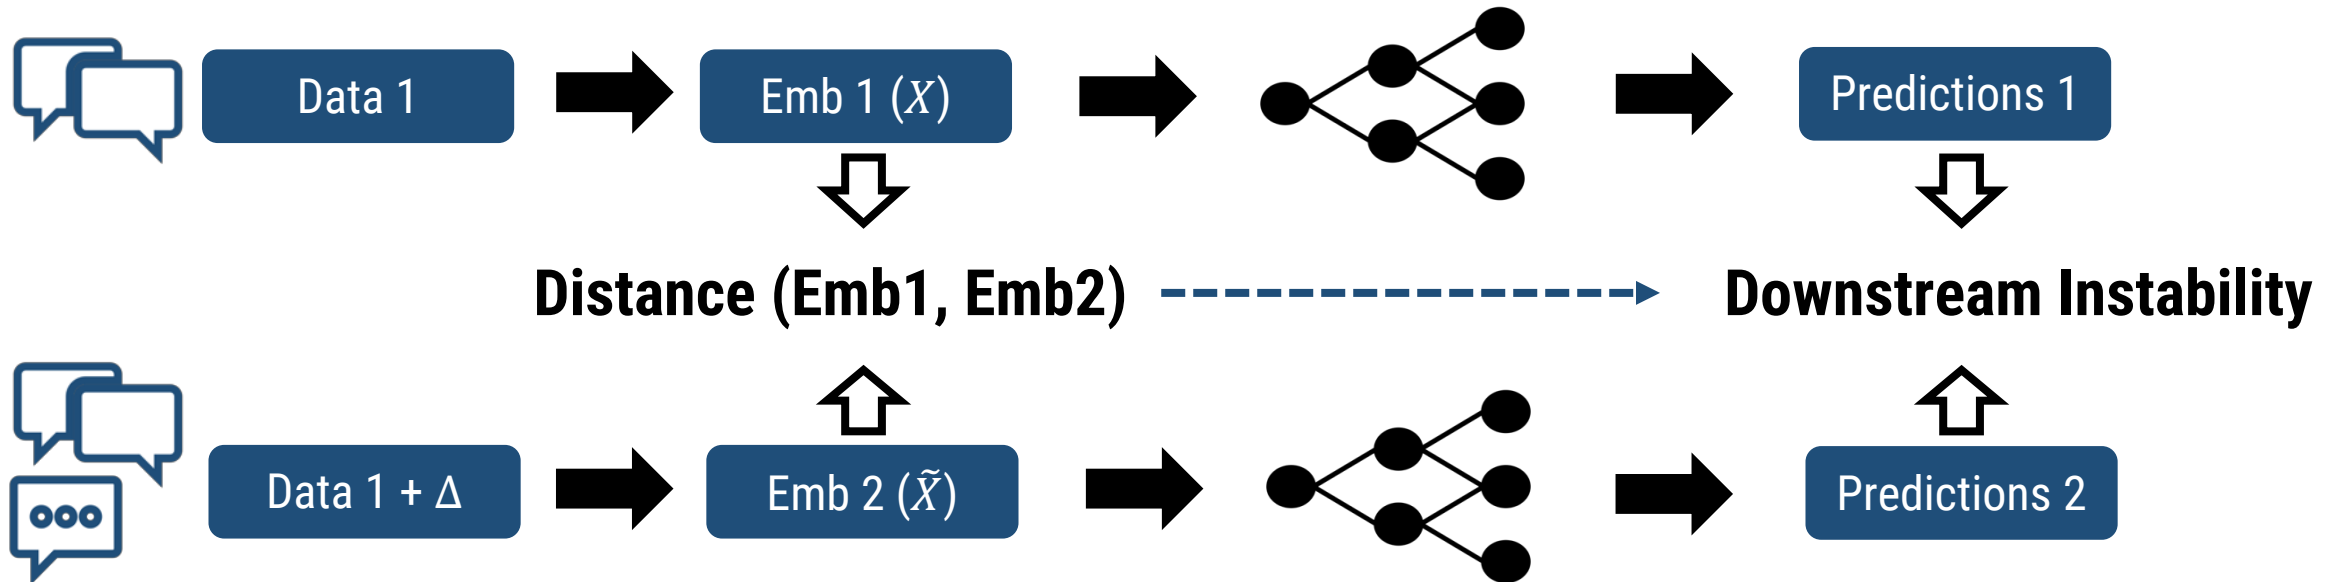 Data 1
Emb 1 (X)
Predictions 1
Distance (Emb1, Emb2)
Downstream Instability
Data 1 + Δ
Emb 2 (X̃)
Predictions 2